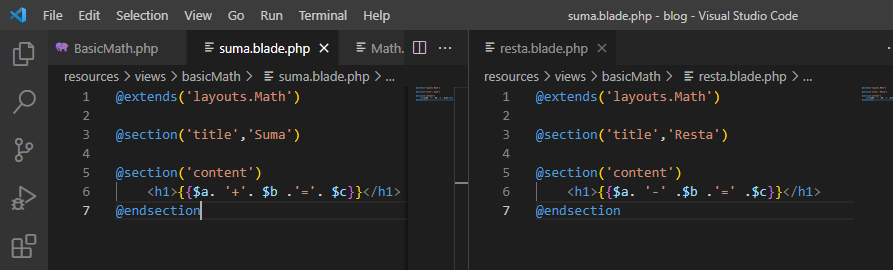 File Edit Selection View Go Run Terminal Help suma.blade.php - blog - Visual Studio Code
BasicMath.php suma.blade.php Math. resta.blade.php
resources > views > basicMath > suma.blade.php > ...
1 @extends('layouts.Math')
2
3 @section('title','Suma')
4
5 @section('content')
6 <h1>{{$a. '+'. $b .'='. $c}}</h1>
7 @endsection
resources > views > basicMath > resta.blade.php > ...
1 @extends('layouts.Math')
2
3 @section('title','Resta')
4
5 @section('content')
6 <h1>{{$a. '-' .$b .'=' .$c}}</h1>
7 @endsection